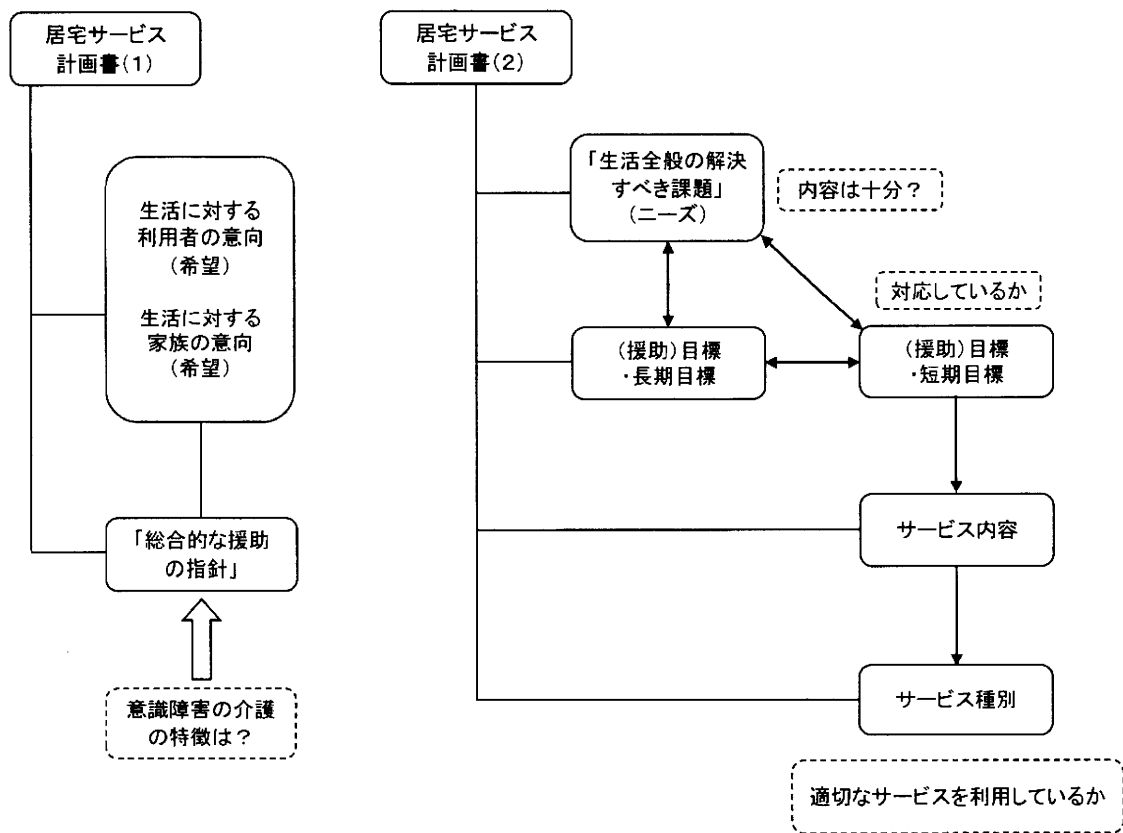 居宅サービス
計画書(1)
生活に対する
利用者の意向
(希望)
生活に対する
家族の意向
(希望)
「総合的な援助
の指針」
意識障害の介護
の特徴は?
居宅サービス
計画書(2)
「生活全般の解決
すべき課題」
(ニーズ)
内容は十分?
対応しているか
(援助)目標
・長期目標
(援助)目標
・短期目標
サービス内容
サービス種別
適切なサービスを利用しているか